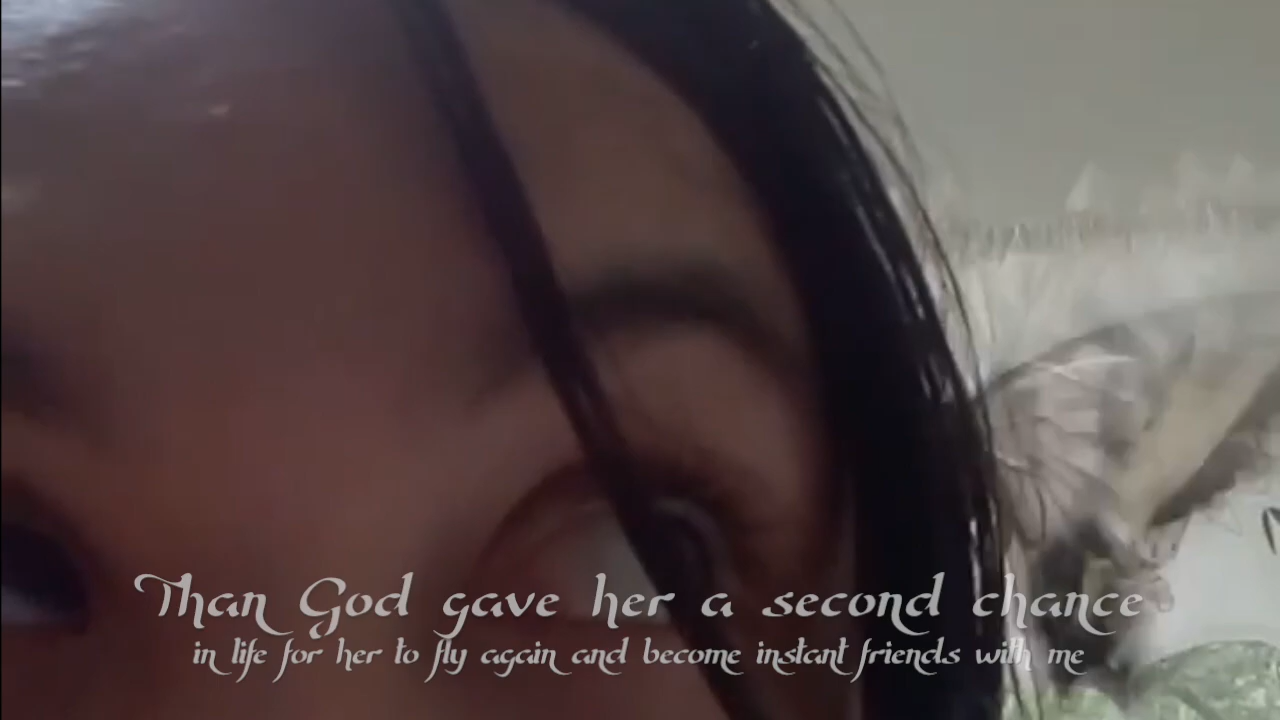 Than God gave her a second chance
in life for her to fly again and become instant friends with me